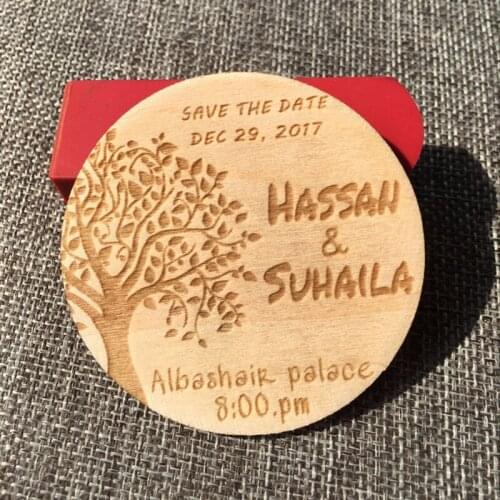 SAVE THE DATE
DEC 29, 2017
HASSAN
&
SUHAILA
Albashair palace
8:00.pm